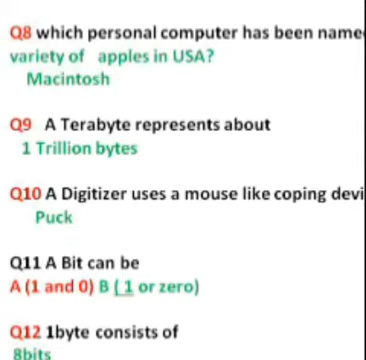 Q8 which personal computer has been name
variety of apples in USA?
Macintosh
Q9 A Terabyte represents about
1 Trillion bytes
Q10 A Digitizer uses a mouse like coping devi
Puck
Q11 A Bit can be
A (1 and 0) B ( 1 or zero)
Q12 1byte consists of
8bits